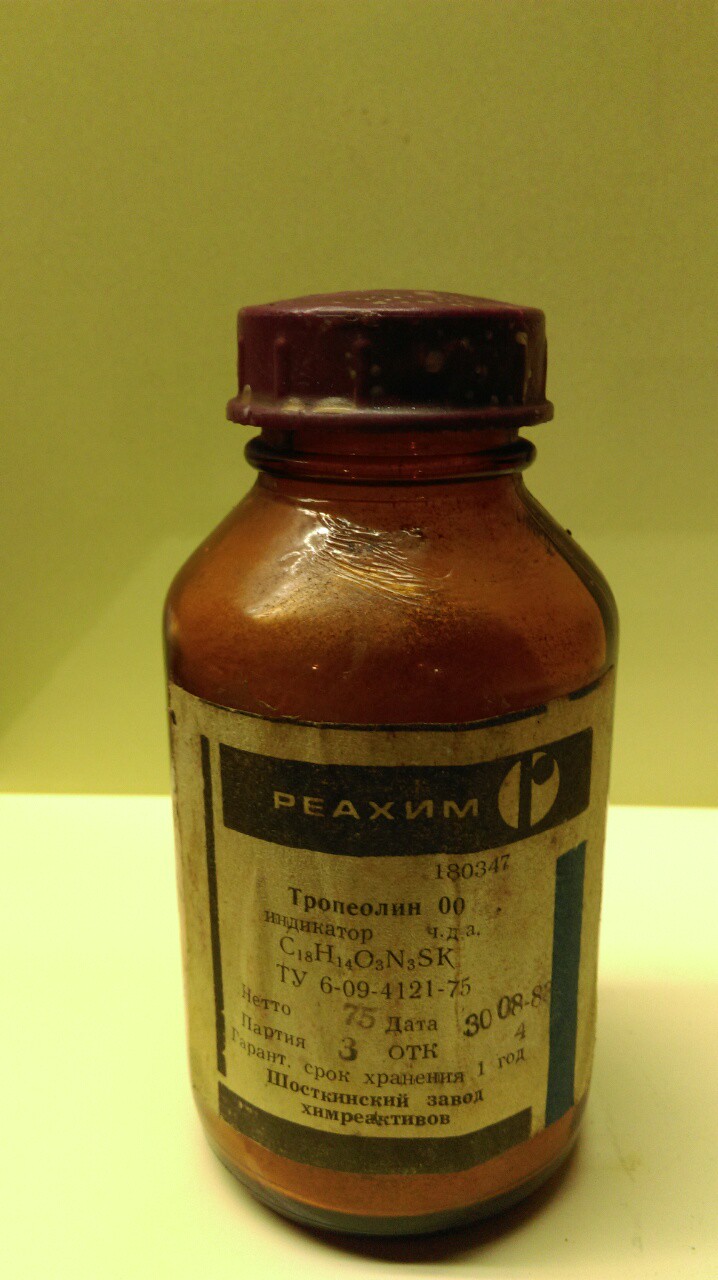 РЕАХИМ
180347
Тропеолин 00
индикатор ч.д.а.
C₁₈H₁₄O₃N₃SK
ТУ 6-09-4121-75
Нетто 75 Дата 30 08-8
Партия 3 ОТК 4
Гарант. срок хранения 1 год
Шосткинский завод
химреактивов